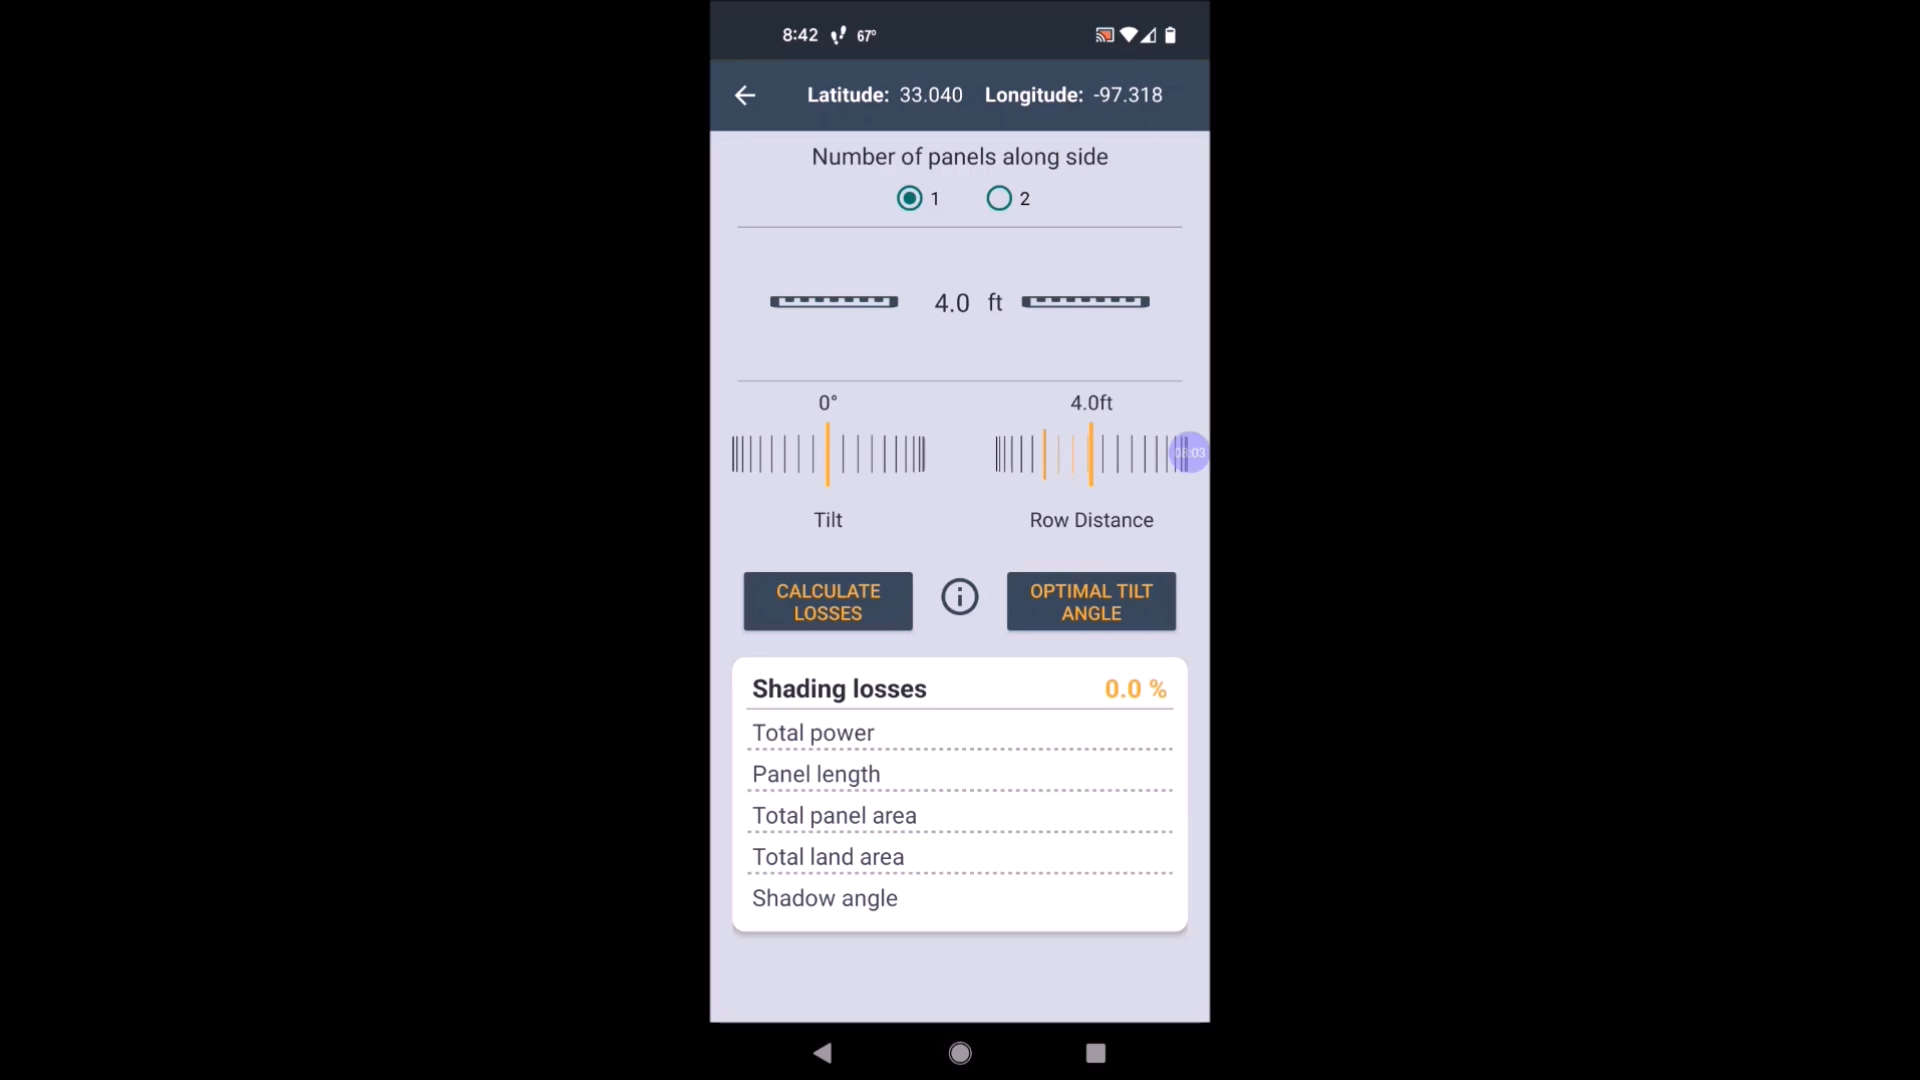 8:42 67°
Latitude: 33.040 Longitude: -97.318
Number of panels along side
1 2
4.0 ft
0° 4.0ft
08:03
Tilt Row Distance
CALCULATE LOSSES
OPTIMAL TILT ANGLE
Shading losses 0.0 %
Total power
Panel length
Total panel area
Total land area
Shadow angle